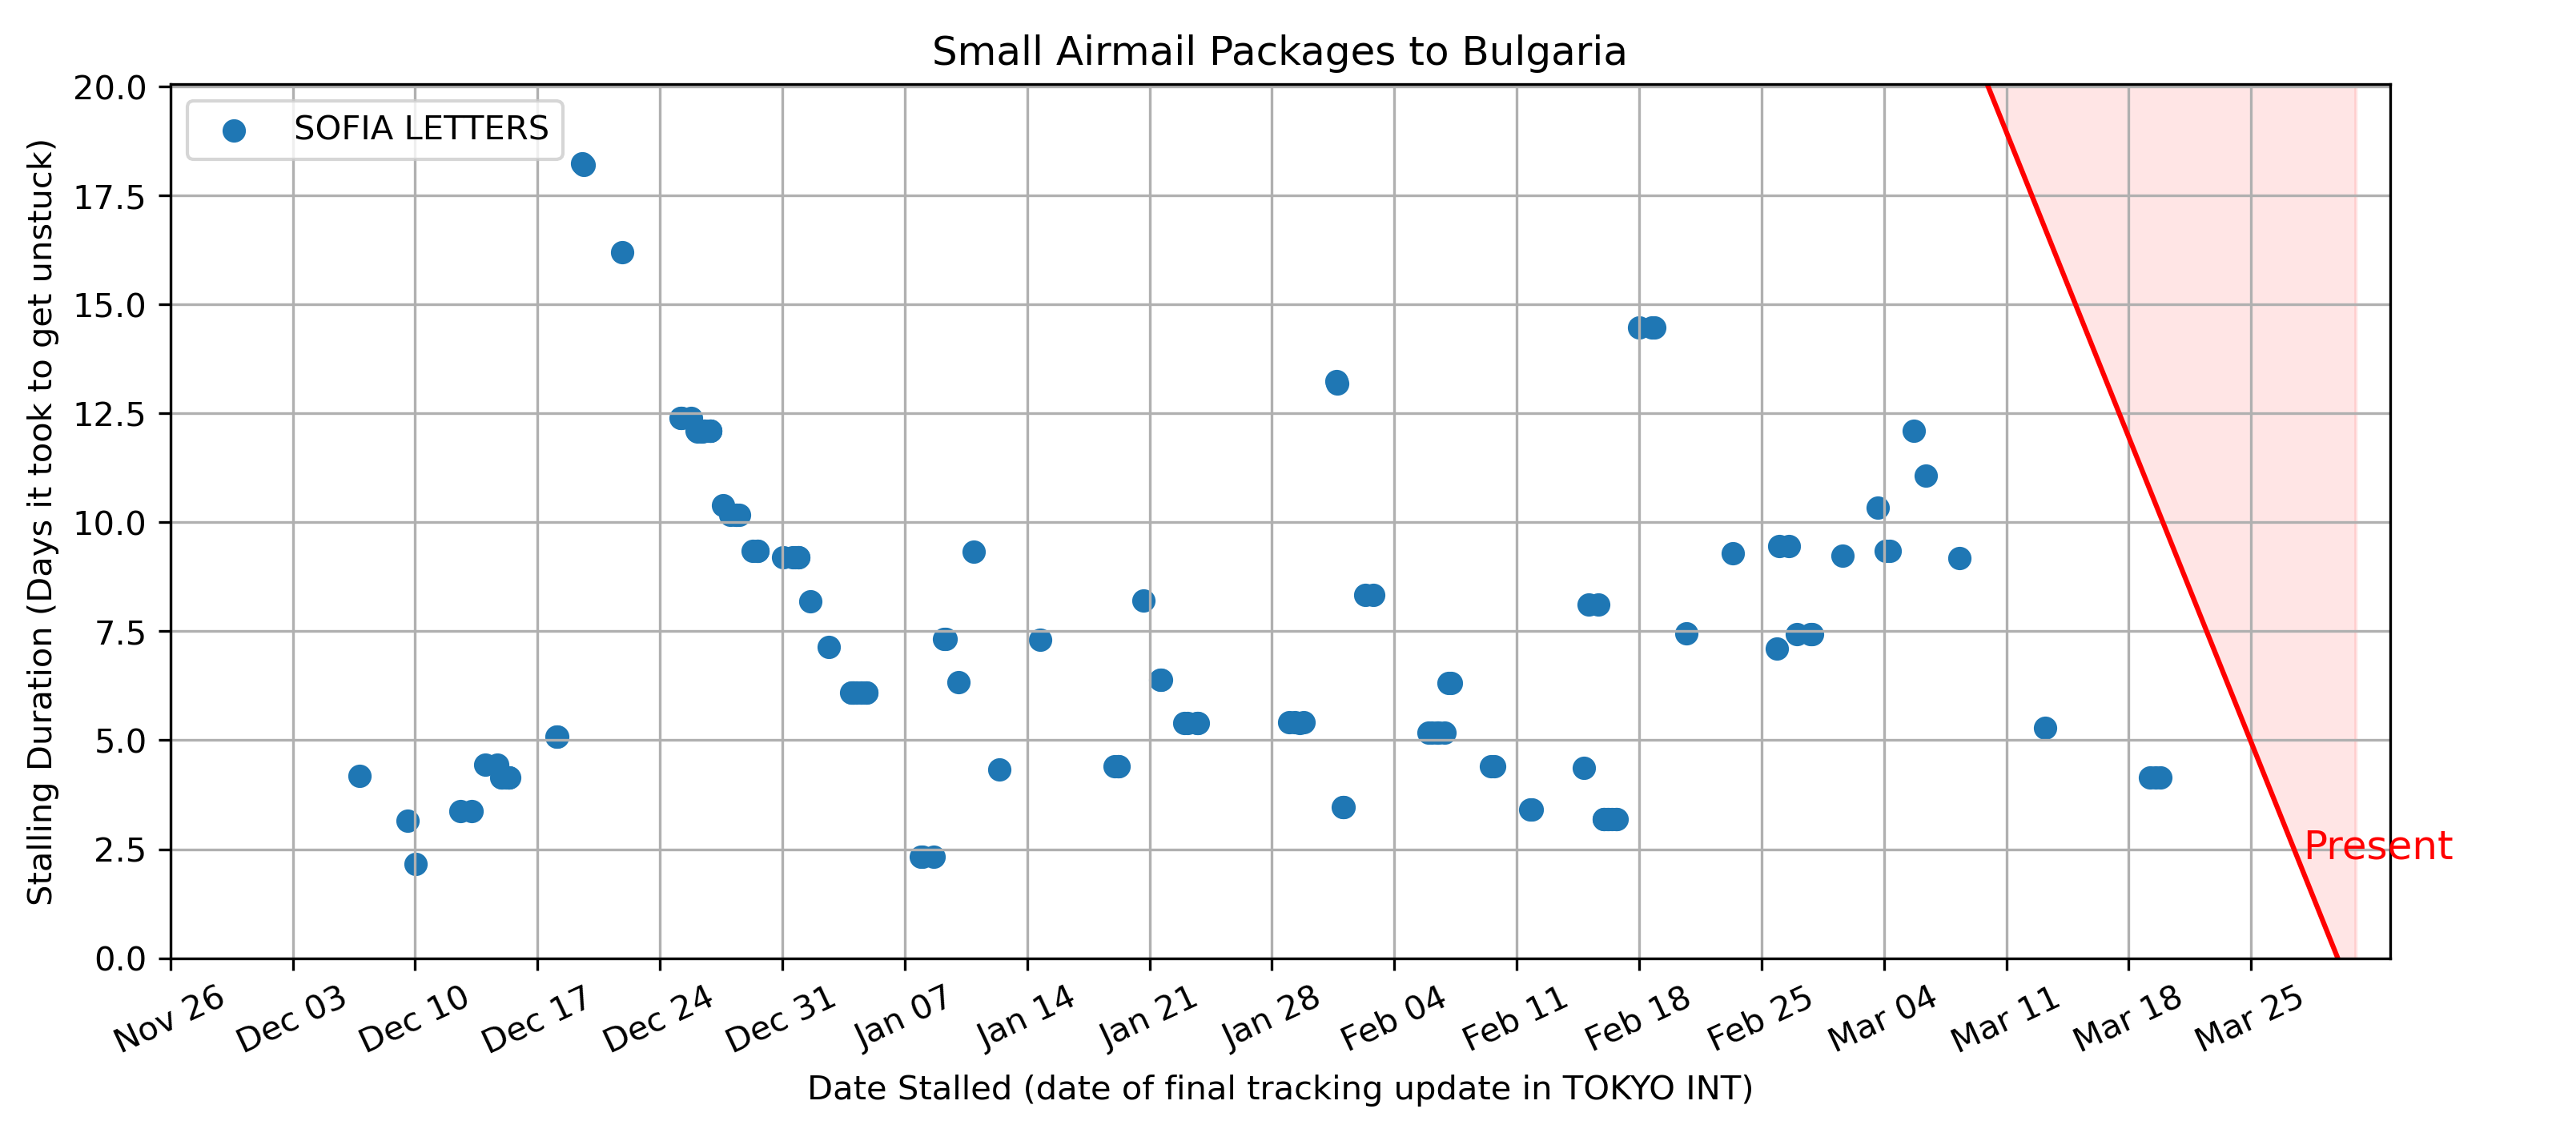 Small Airmail Packages to Bulgaria
SOFIA LETTERS
Stalling Duration (Days it took to get unstuck)
20.0
17.5
15.0
12.5
10.0
7.5
5.0
2.5
0.0
Present
Nov 26
Dec 03
Dec 10
Dec 17
Dec 24
Dec 31
Jan 07
Jan 14
Jan 21
Jan 28
Feb 04
Feb 11
Feb 18
Feb 25
Mar 04
Mar 11
Mar 18
Mar 25
Date Stalled (date of final tracking update in TOKYO INT)